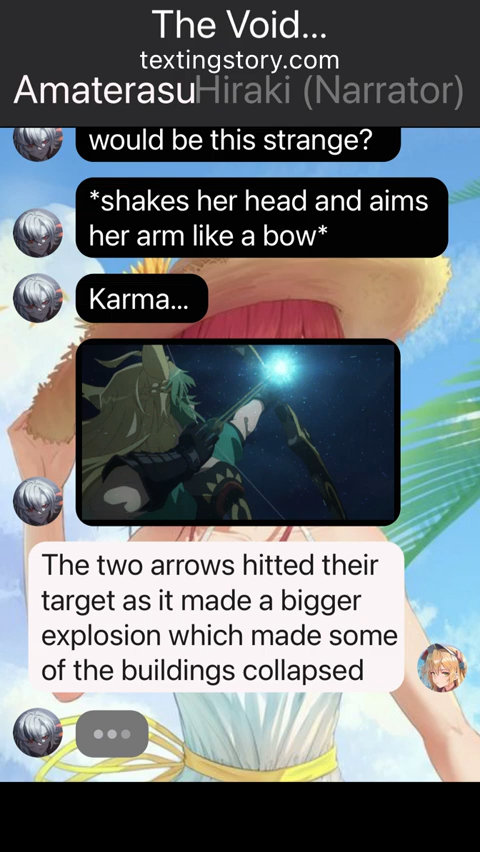 The Void...
textingstory.com
Amaterasu Hiraki (Narrator)
would be this strange?
*shakes her head and aims
her arm like a bow*
Karma...
The two arrows hitted their
target as it made a bigger
explosion which made some
of the buildings collapsed